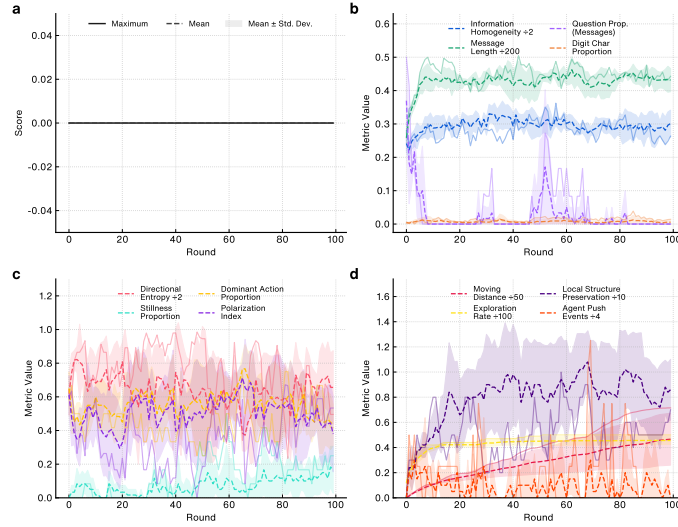 a
Maximum
Mean
Mean ± Std. Dev.
0.04
0.02
0.00
-0.02
-0.04
Score
0
20
40
60
80
100
Round
b
Information
Homogeneity ÷2
Message
Length ÷200
Question Prop.
(Messages)
Digit Char
Proportion
0.6
0.5
0.4
0.3
0.2
0.1
0.0
Metric Value
0
20
40
60
80
100
Round
c
Directional
Entropy ÷2
Stillness
Proportion
Dominant Action
Proportion
Polarization
Index
1.2
1.0
0.8
0.6
0.4
0.2
0.0
Metric Value
0
20
40
60
80
100
Round
d
Moving
Distance ÷50
Exploration
Rate ÷100
Local Structure
Preservation ÷10
Agent Push
Events ÷4
1.6
1.4
1.2
1.0
0.8
0.6
0.4
0.2
0.0
Metric Value
0
20
40
60
80
100
Round